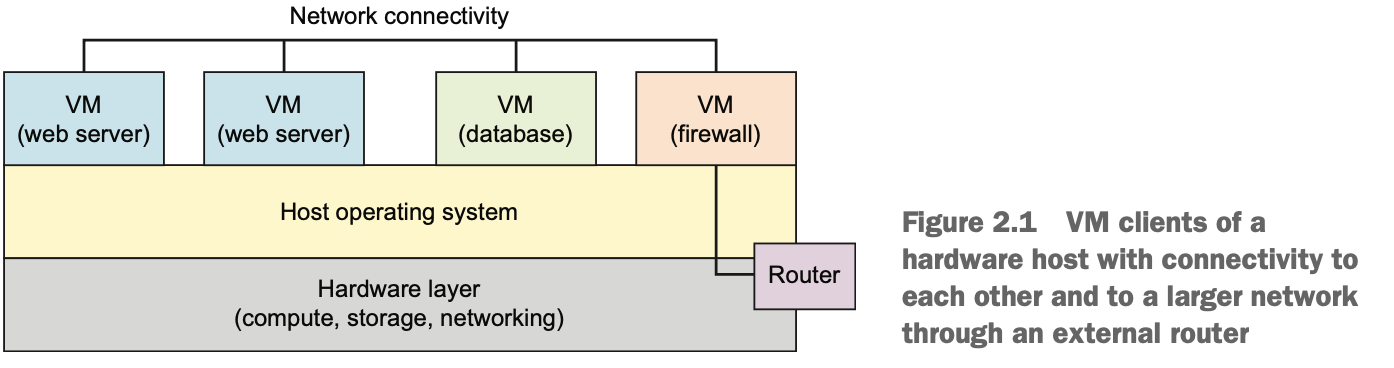 Network connectivity
VM
(web server)
VM
(web server)
VM
(database)
VM
(firewall)
Host operating system
Router
Hardware layer
(compute, storage, networking)
Figure 2.1 VM clients of a
hardware host with connectivity to
each other and to a larger network
through an external router